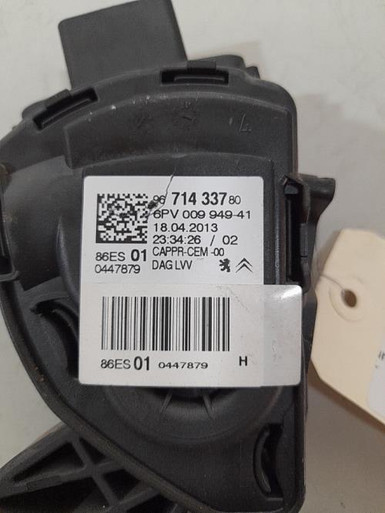 96 714 337 80
6PV 009 949-41
18.04.2013
23:34:26 / 02
86ES 01 CAPPR-CEM -00
0447879 DAG LVV
86ES 01 0447879 H